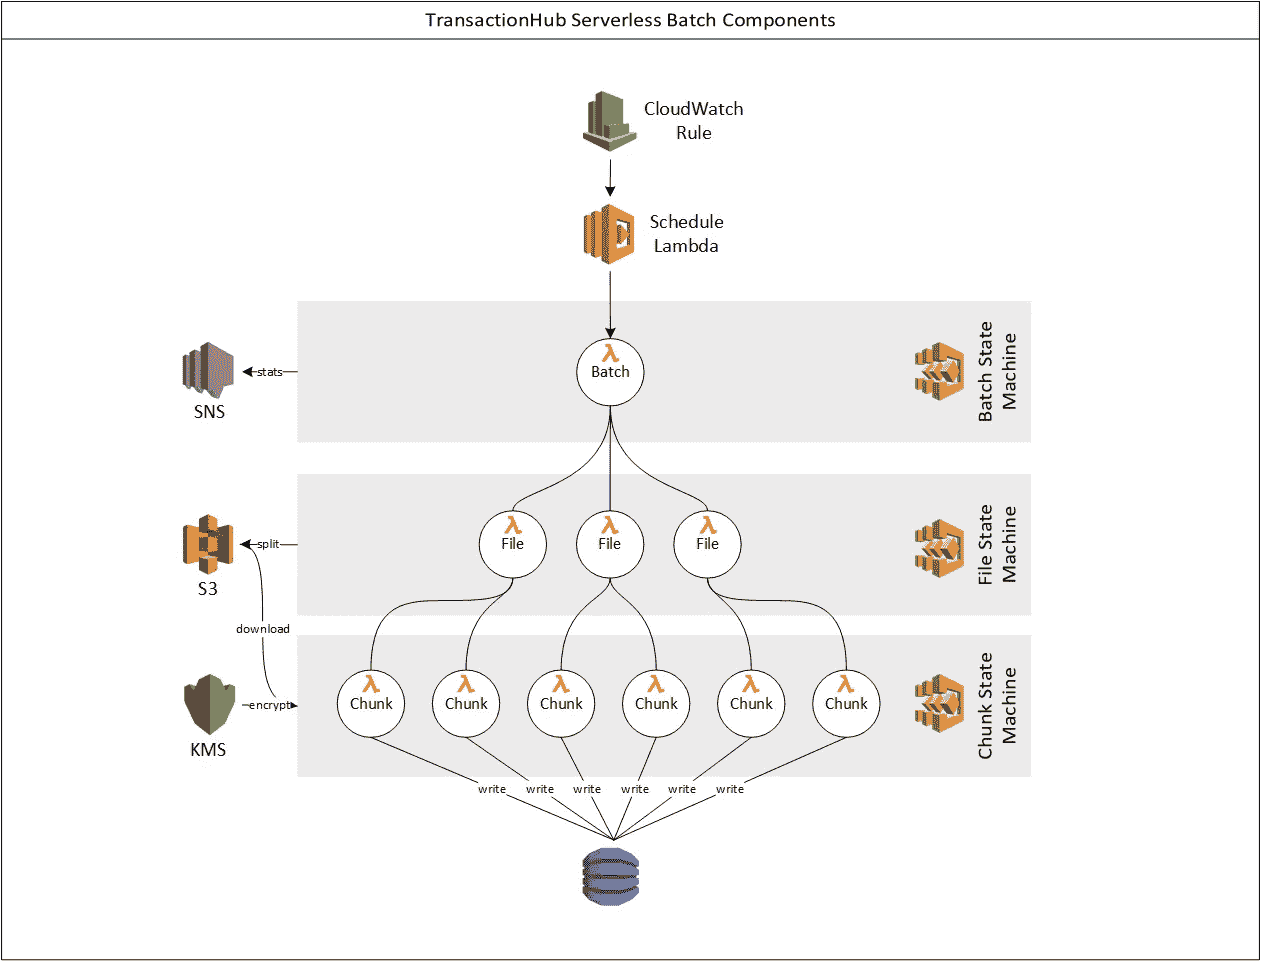 TransactionHub Serverless Batch Components
CloudWatch
Rule
Schedule
Lambda
Batch State
Machine
SNS
stats
Batch
File State
Machine
S3
split
File
File
File
download
Chunk State
Machine
KMS
encrypt
Chunk
Chunk
Chunk
Chunk
Chunk
Chunk
write
write
write
write
write
write